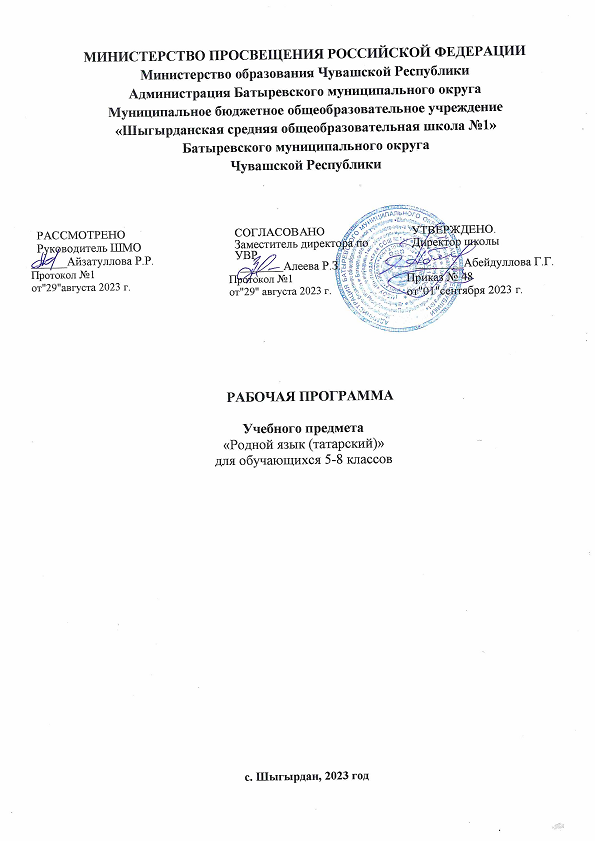 МИНИСТЕРСТВО ПРОСВЕЩЕНИЯ РОССИЙСКОЙ ФЕДЕРАЦИИ
Министерство образования Чувашской Республики
Администрация Батыревского муниципального округа
Муниципальное бюджетное общеобразовательное учреждение
«Шыгырданская средняя общеобразовательная школа №1»
Батыревского муниципального округа
Чувашской Республики
РАССМОТРЕНО
Руководитель ШМО
Айзатуллова Р.Р.
Протокол №1
от"29"августа 2023 г.
СОГЛАСОВАНО
Заместитель директора по
УВР
Алеева Р.З.
Протокол №1
от"29" августа 2023 г.
УТВЕРЖДЕНО.
Директор школы
Абейдуллова Г.Г.
Приказ № 48
от"01"сентября 2023 г.
РАБОЧАЯ ПРОГРАММА
Учебного предмета
«Родной язык (татарский)»
для обучающихся 5-8 классов
с. Шыгырдан, 2023 год